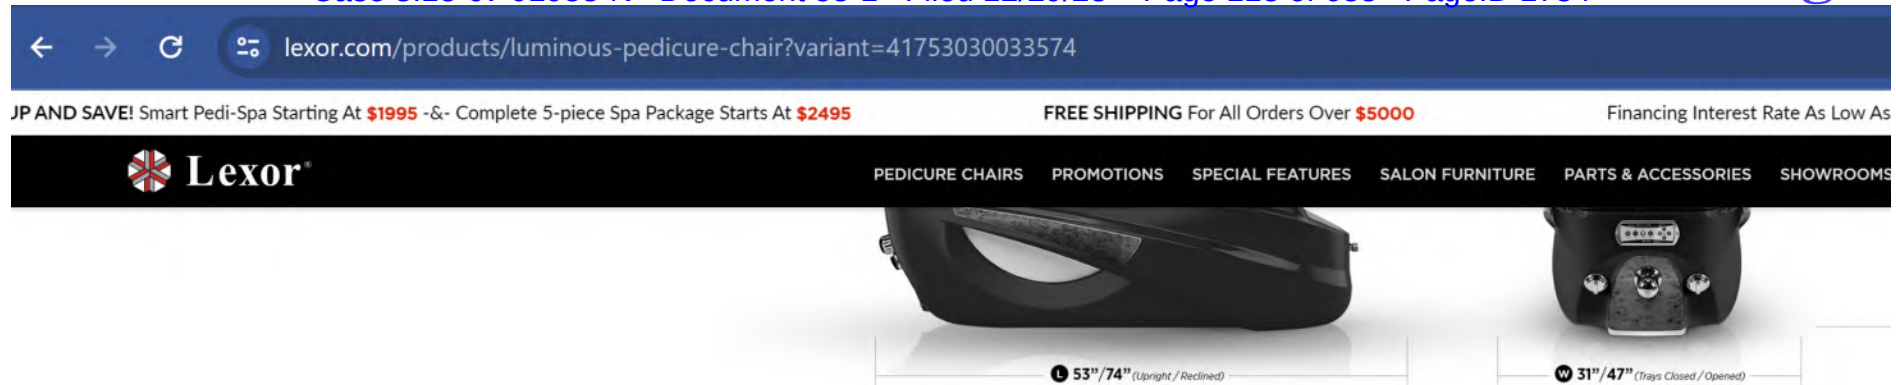 lexor.com/products/luminous-pedicure-chair?variant=41753030033574
UP AND SAVE! Smart Pedi-Spa Starting At $1995 -&- Complete 5-piece Spa Package Starts At $2495 FREE SHIPPING For All Orders Over $5000 Financing Interest Rate As Low As
Lexor® PEDICURE CHAIRS PROMOTIONS SPECIAL FEATURES SALON FURNITURE PARTS & ACCESSORIES SHOWROOMS
L 53"/74" (Upright / Reclined) W 31"/47" (Trays Closed / Opened)